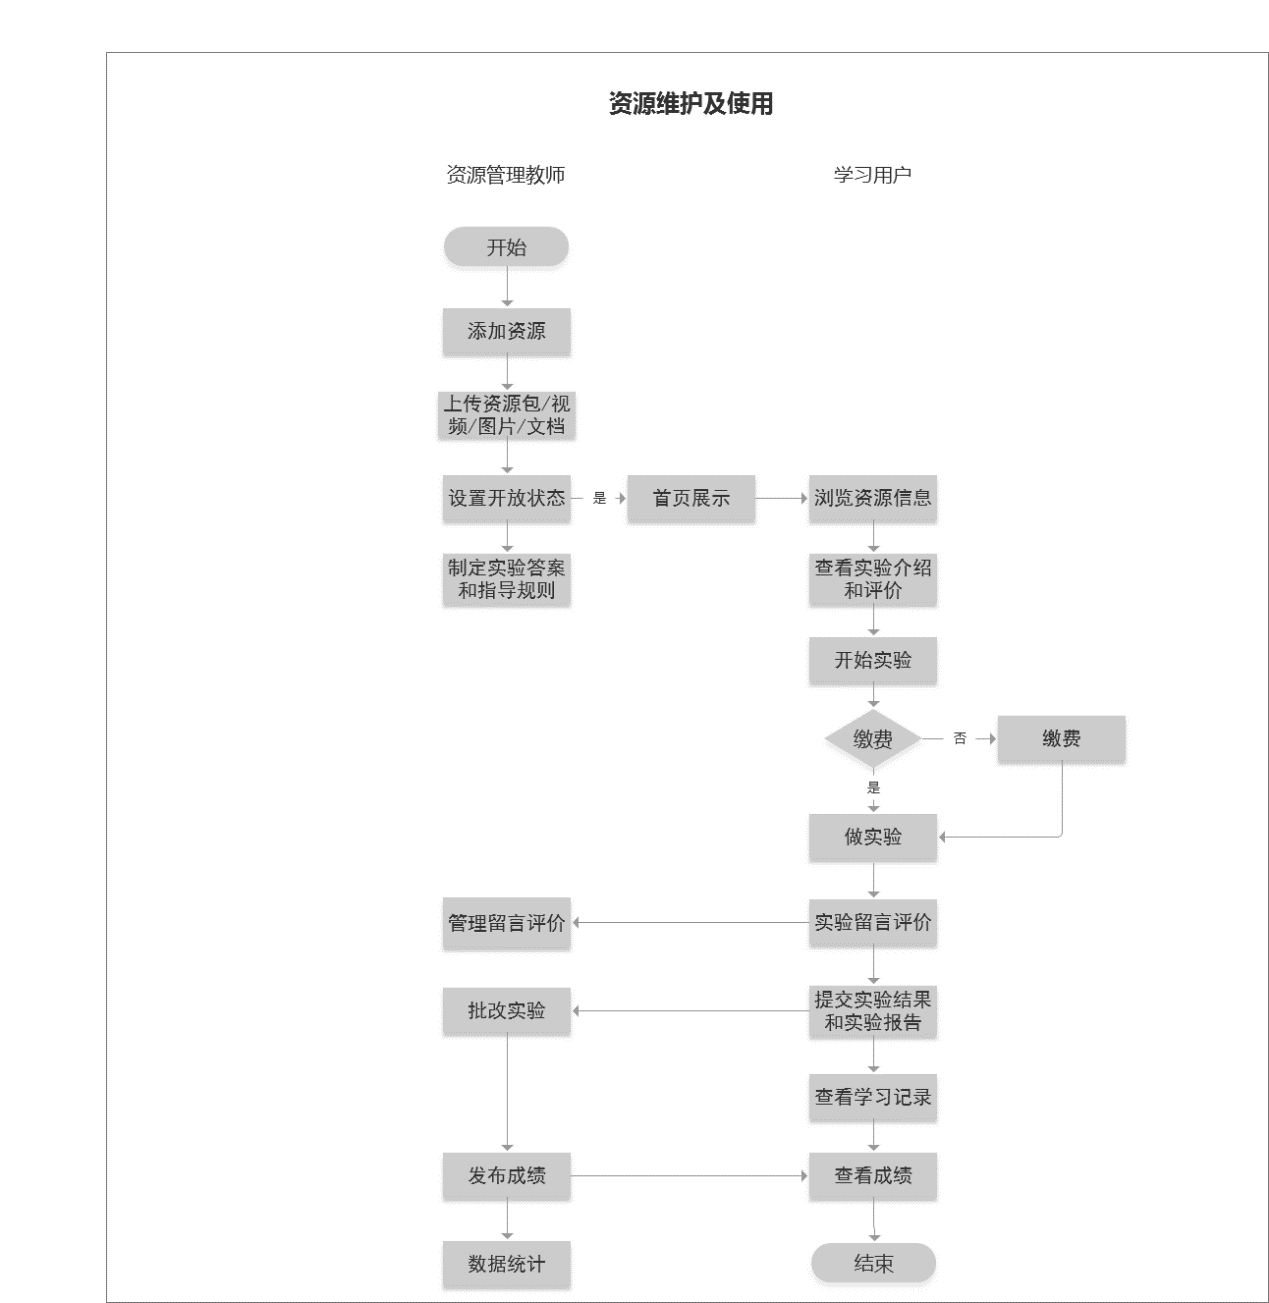 资源维护及使用
资源管理教师
学习用户
开始
添加资源
上传资源包/视
频/图片/文档
设置开放状态
是
首页展示
浏览资源信息
制定实验答案
和指导规则
查看实验介绍
和评价
开始实验
缴费
否
缴费
是
做实验
管理留言评价
实验留言评价
批改实验
提交实验结果
和实验报告
查看学习记录
发布成绩
查看成绩
数据统计
结束